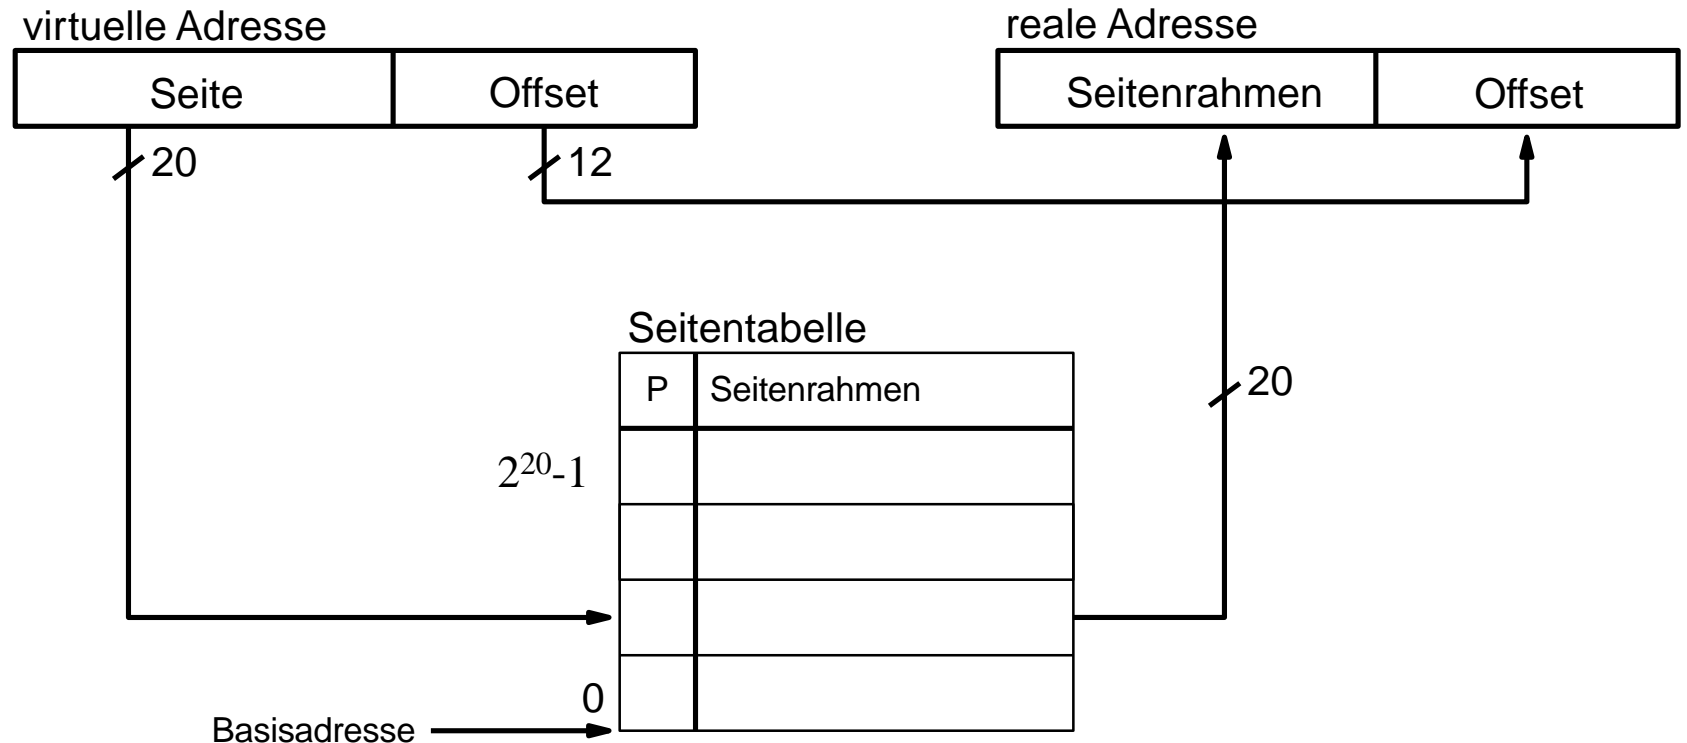 virtuelle Adresse
reale Adresse
Seite
Offset
Seitenrahmen
Offset
20
12
Seitentabelle
P
Seitenrahmen
20
2²⁰-1
0
Basisadresse